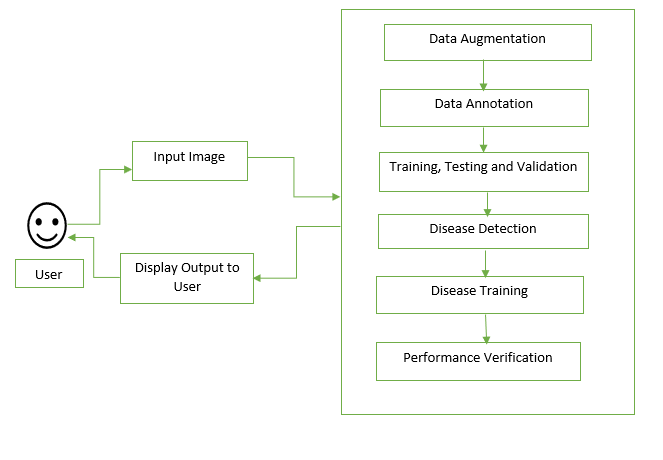 Data Augmentation
Data Annotation
Training, Testing and Validation
Disease Detection
Disease Training
Performance Verification
Input Image
User
Display Output to
User